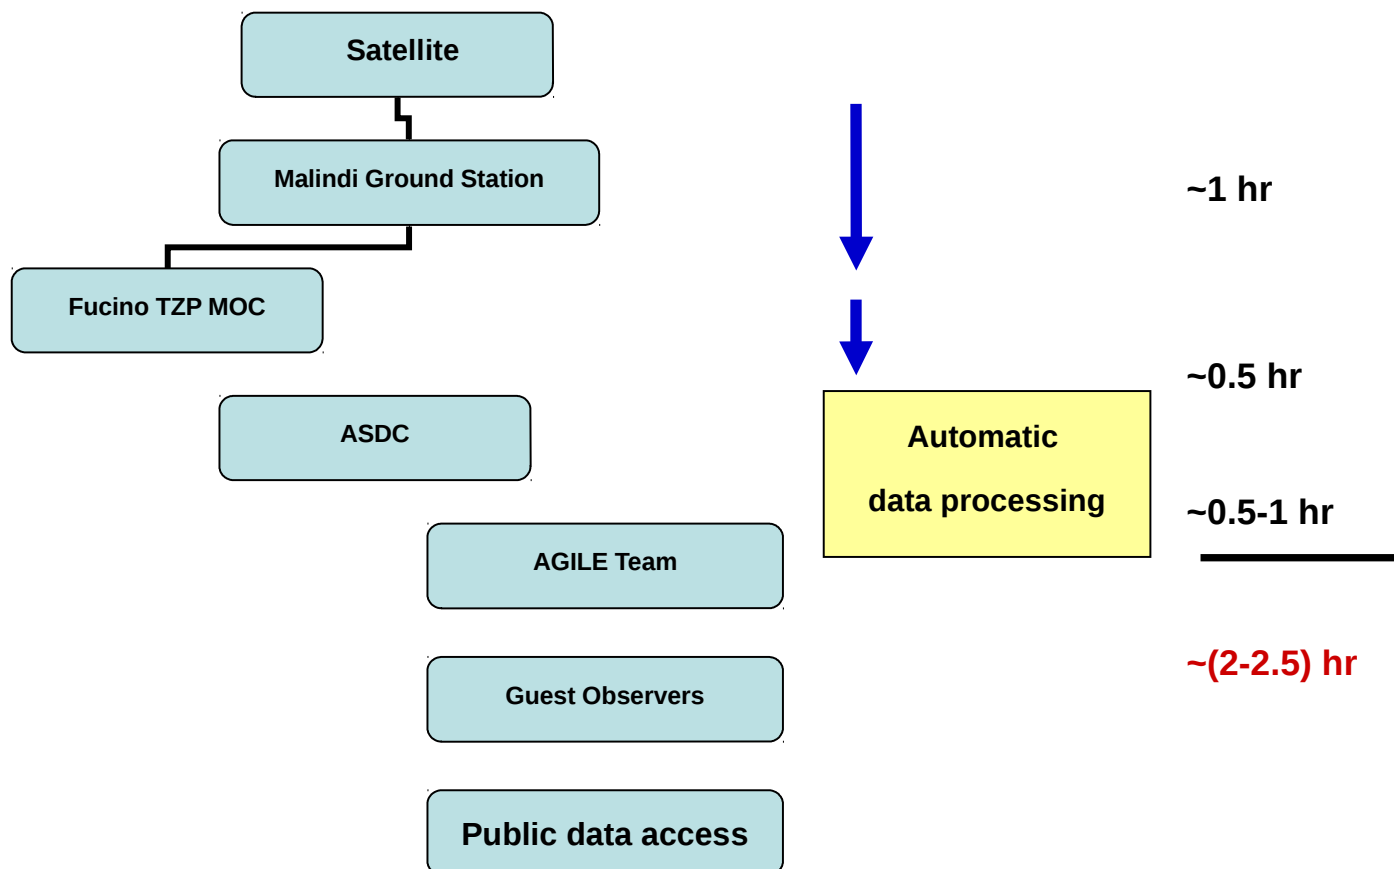 Satellite
Malindi Ground Station
~1 hr
Fucino TZP MOC
~0.5 hr
ASDC
Automatic
data processing
~0.5-1 hr
AGILE Team
~(2-2.5) hr
Guest Observers
Public data access